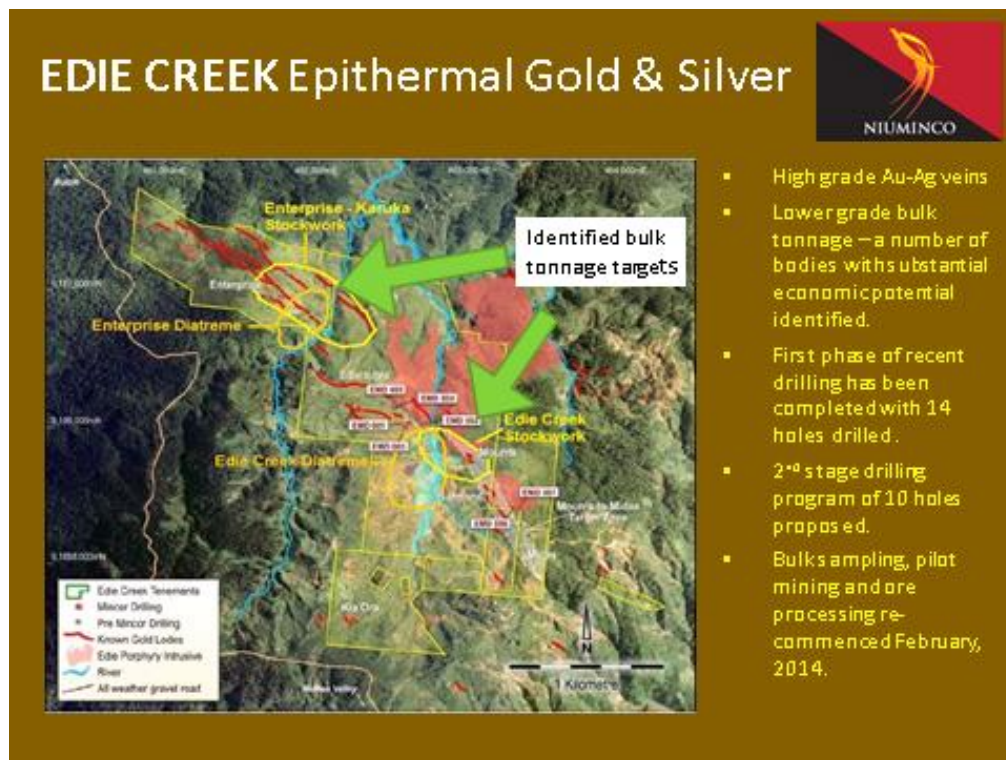 EDIE CREEK Epithermal Gold & Silver
NIUMINCO
Enterprise - Karuka
Stockwork
Identified bulk
tonnage targets
Enterprise
Enterprise Diatreme
EMD 004
Edie Creek
Stockwork
Edie Creek Diatreme
Kia Ora
Edie Creek Tenements
Mincor Drilling
Pre Mincor Drilling
Known Gold Lodes
Edie Porphyry Intrusive
River
All weather gravel road
N
1 Kilometre
▪ High grade Au-Ag veins
▪ Lower grade bulk
tonnage – a number of
bodies with substantial
economic potential
identified.
▪ First phase of recent
drilling has been
completed with 14
holes drilled.
▪ 2nd stage drilling
program of 10 holes
proposed.
▪ Bulk sampling, pilot
mining and ore
processing re-
commenced February,
2014.